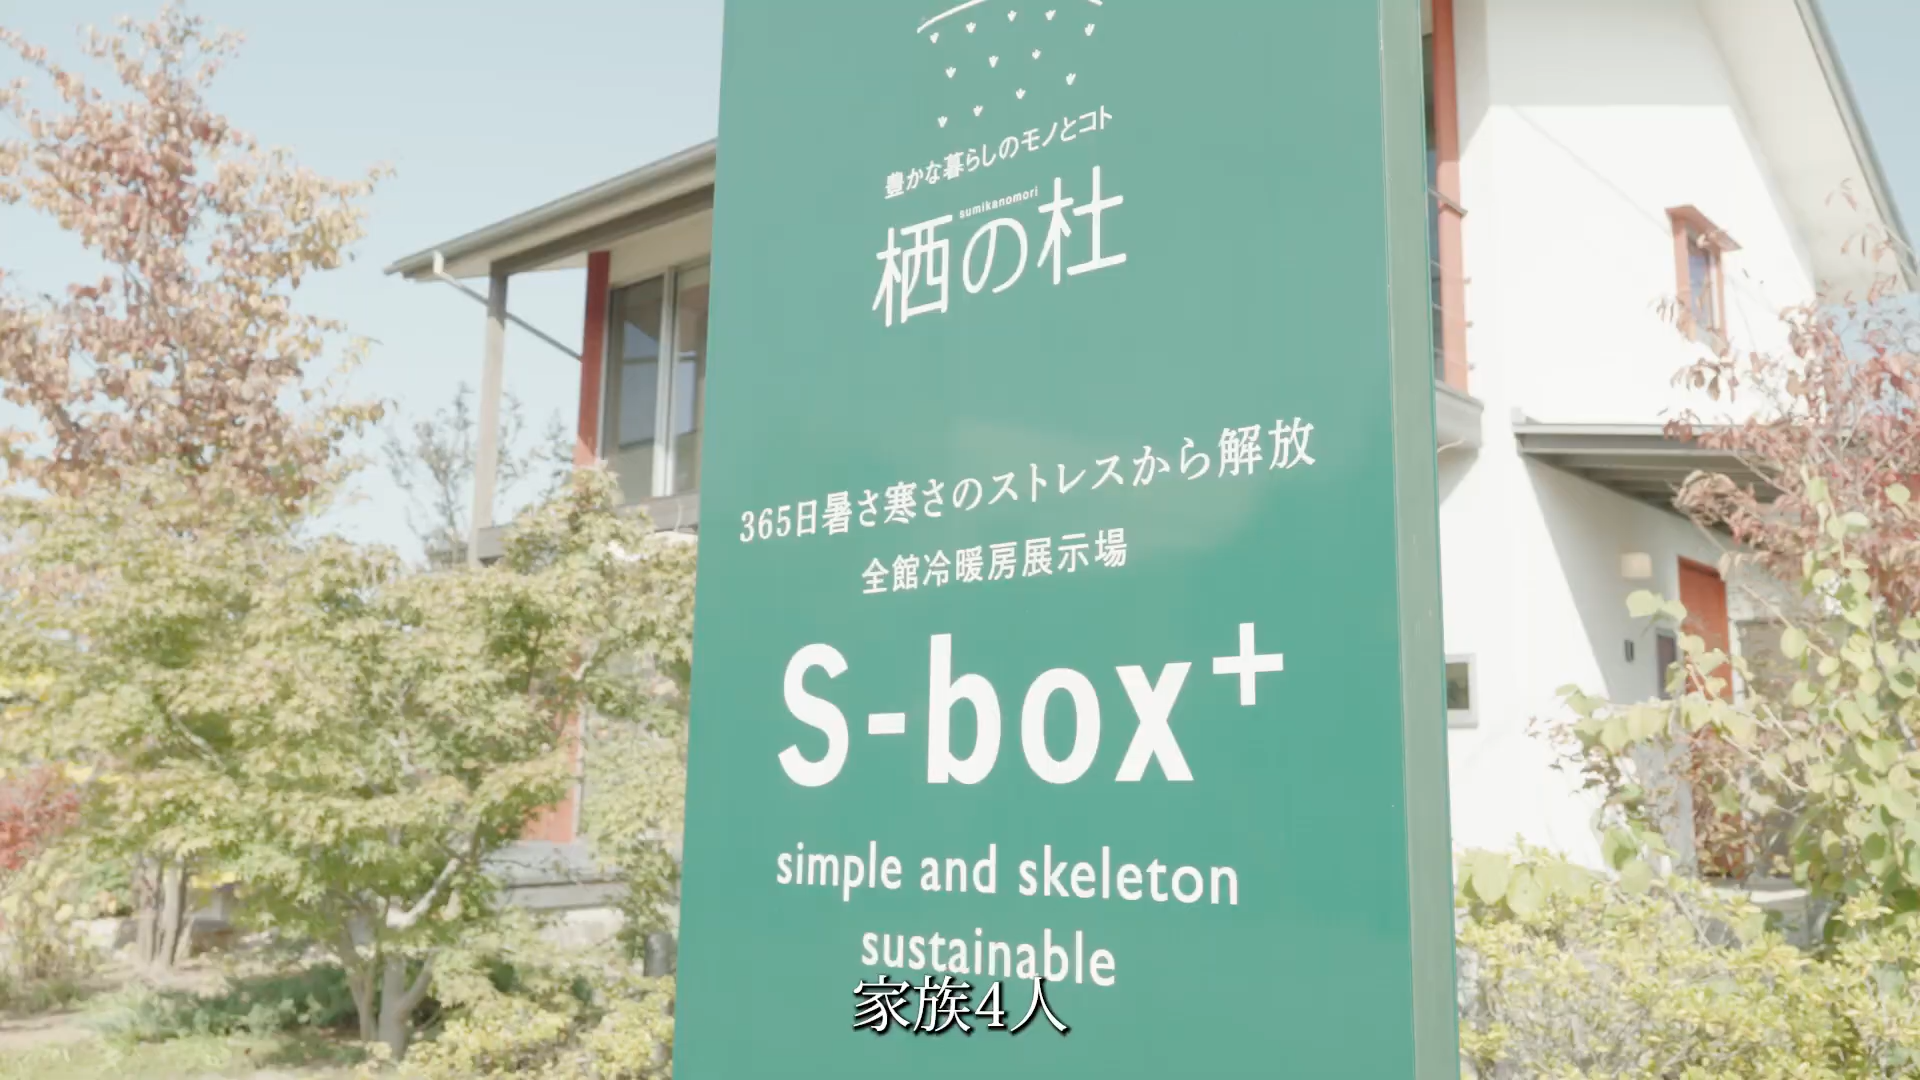 豊かな暮らしのモノとコト
sumikanomori
栖の杜
365日暑さ寒さのストレスから解放
全館冷暖房展示場
S-box+
simple and skeleton
sustainable
家族4人